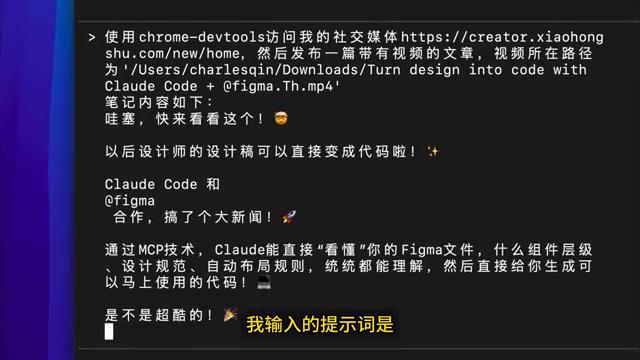 > 使用chrome-devtools访问我的社交媒体https://creator.xiaohong
shu.com/new/home，然后发布一篇带有视频的文章，视频所在路径
为'/Users/charlesqin/Downloads/Turn design into code with
Claude Code + @figma.Th.mp4'
笔记内容如下：
哇塞，快来看看这个！🤯
以后设计师的设计稿可以直接变成代码啦！✨
Claude Code 和
@figma
合作，搞了个大新闻！🚀
通过MCP技术，Claude能直接“看懂”你的Figma文件，什么组件层级
、设计规范、自动布局规则，统统都能理解，然后直接给你生成可
以马上使用的代码！💻
是不是超酷的！🎉
我输入的提示词是